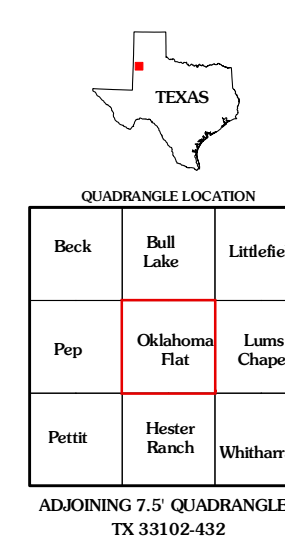 TEXAS
QUADRANGLE LOCATION
Beck
Bull
Lake
Littlefie
Pep
Oklahoma
Flat
Lums
Chape
Pettit
Hester
Ranch
Whitharr
ADJOINING 7.5' QUADRANGLE
TX 33102-432